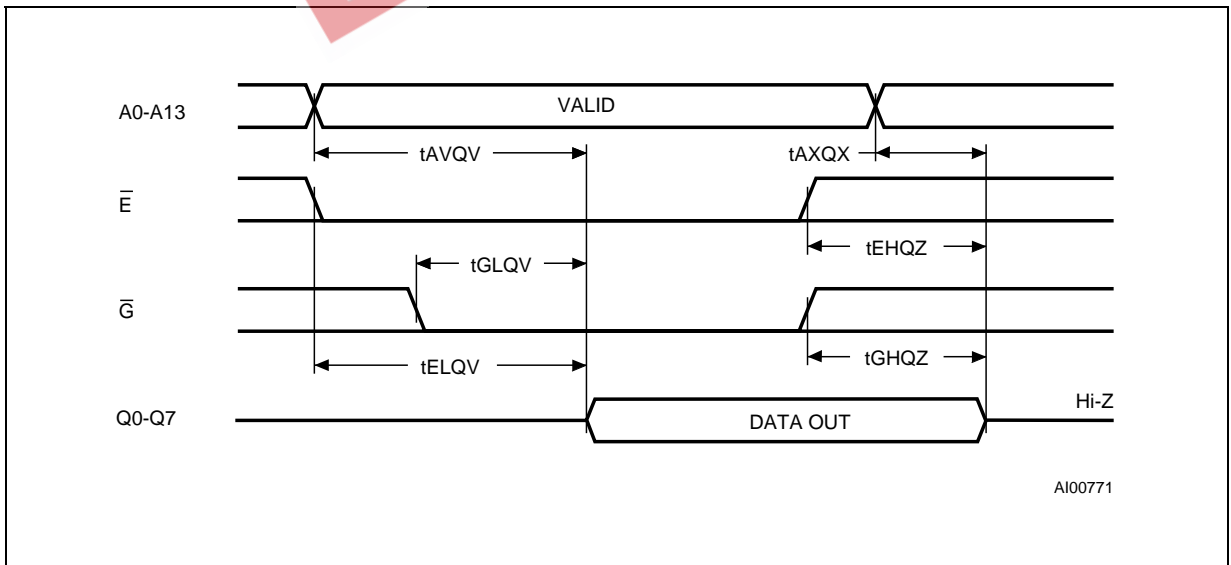 A0-A13
VALID
tAVQV
tAXQX
E̅
tEHQZ
tGLQV
G̅
tGHQZ
tELQV
Hi-Z
Q0-Q7
DATA OUT
AI00771